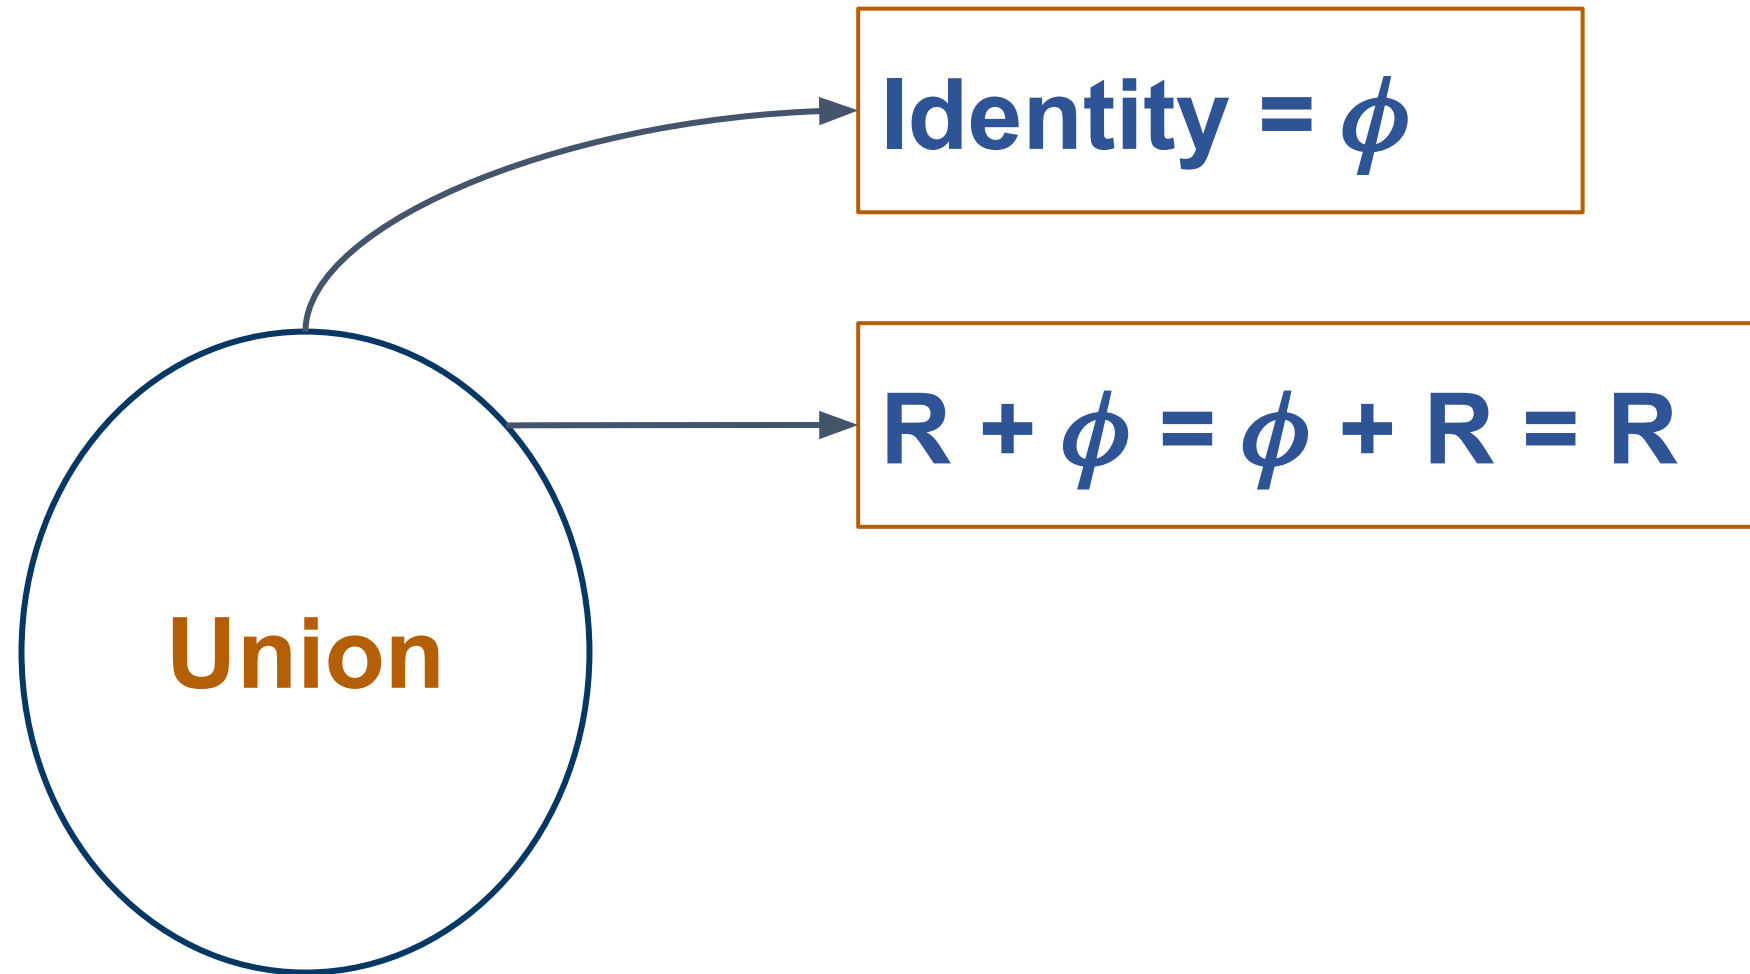 Identity = ϕ
R + ϕ = ϕ + R = R
Union